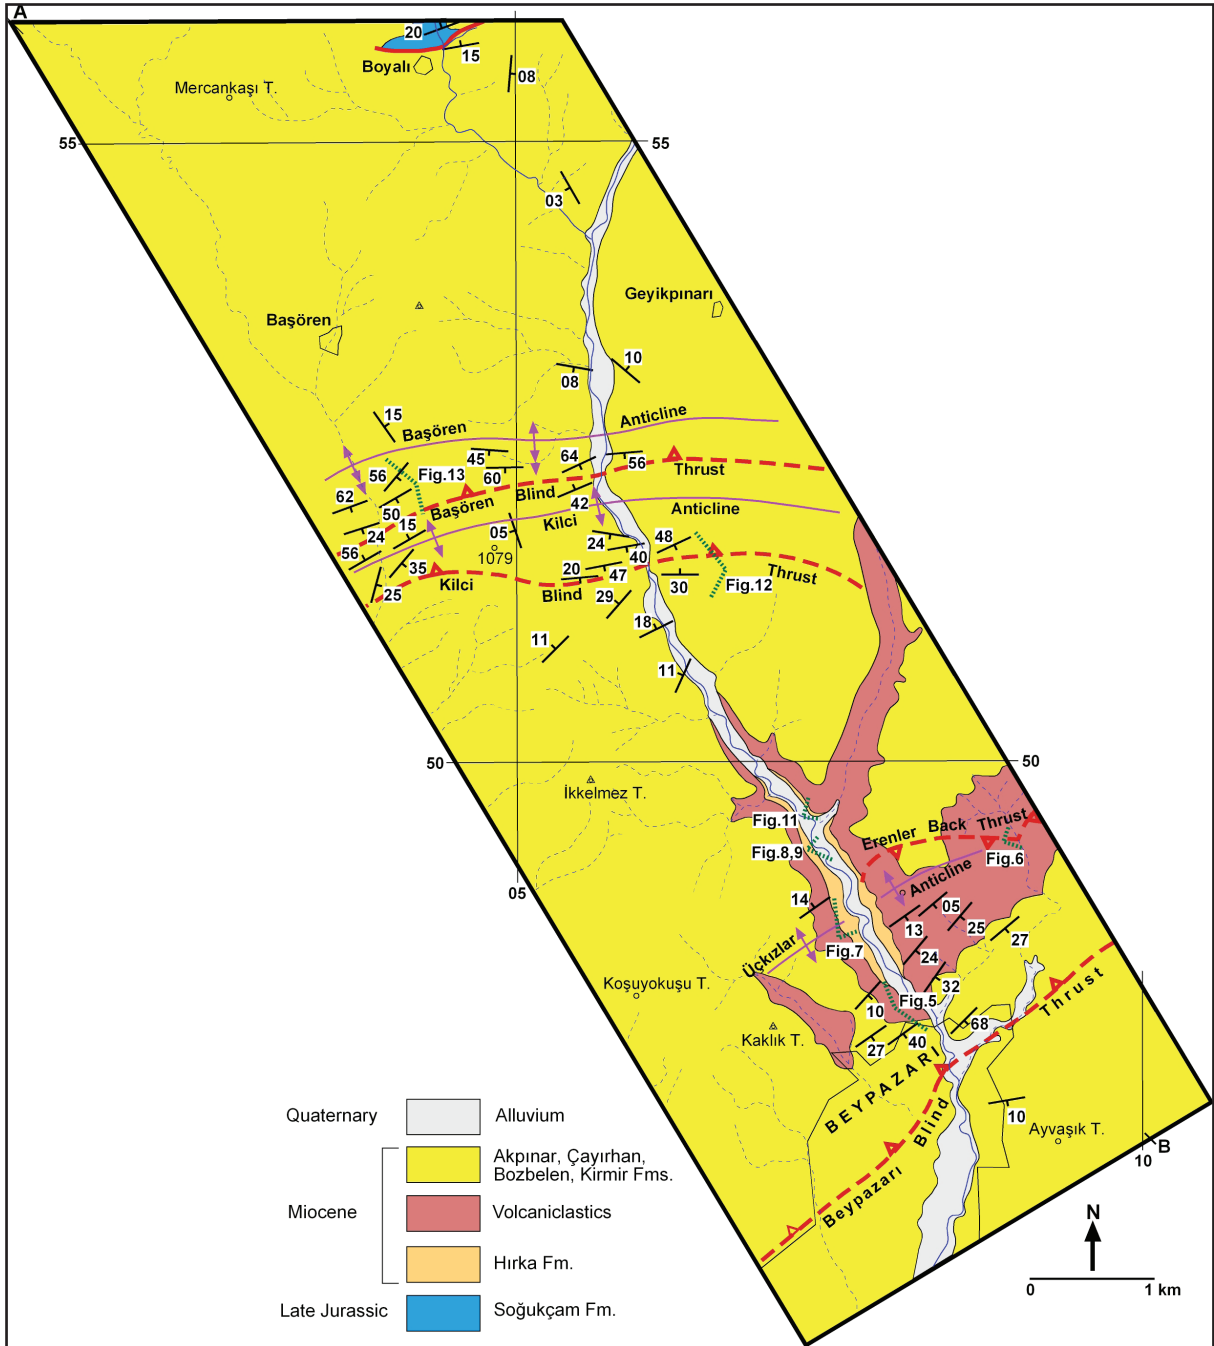 A
20
15
Boyalı
08
Mercankaşı T.
55
55
03
Geyikpınarı
Başören
10
08
15
Başören Anticline
45
64
56
56
Fig.13
60
Thrust
62
50
Başören Blind
42
Anticline
24
15
05
Kilci
24
48
56
1079
40
35
20
47
30
Thrust
Fig.12
25
Kilci
Blind
29
18
11
11
50
50
İkkelmez T.
Fig.11
Erenler Back Thrust
Fig.8,9
Fig.6
05
Anticline
14
05
13
25
27
Üçkızlar
Fig.7
24
Koşuyokuşu T.
32
Fig.5
Thrust
10
68
Kaklık T.
27
40
BEYPAZARI
10
Blind
Ayvaşık T.
B
10
Beypazarı
Quaternary
Alluvium
Akpınar, Çayırhan,
Bozbelen, Kirmir Fms.
Miocene
Volcaniclastics
Hırka Fm.
Late Jurassic
Soğukçam Fm.
N
0 1 km